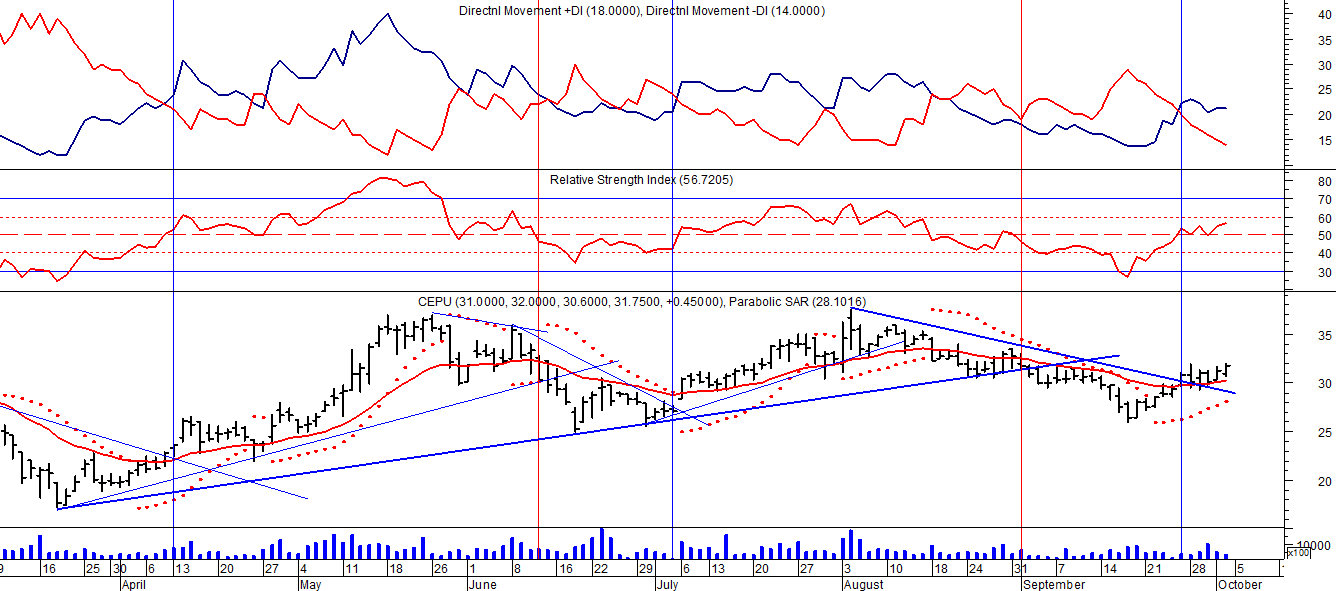 Directnl Movement +DI (18.0000), Directnl Movement -DI (14.0000)
40
35
30
25
20
15
Relative Strength Index (56.7205)
80
70
60
50
40
30
CEPU (31.0000, 32.0000, 30.6000, 31.7500, +0.45000), Parabolic SAR (28.1016)
35
30
25
20
10000
x100
9 16 25 30 6 13 20 27 4 11 18 26 1 8 16 22 29 6 13 20 27 3 10 18 24 31 7 14 21 28 5 1
April May June July August September October